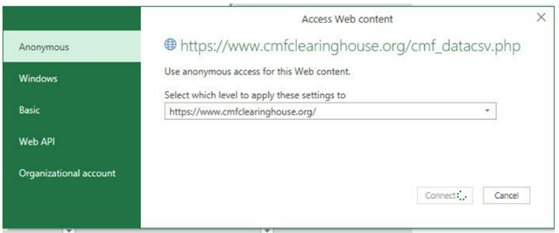 Access Web content
Anonymous
Windows
Basic
Web API
Organizational account
https://www.cmfclearinghouse.org/cmf_datacsv.php
Use anonymous access for this Web content.
Select which level to apply these settings to
https://www.cmfclearinghouse.org/
Connect
Cancel